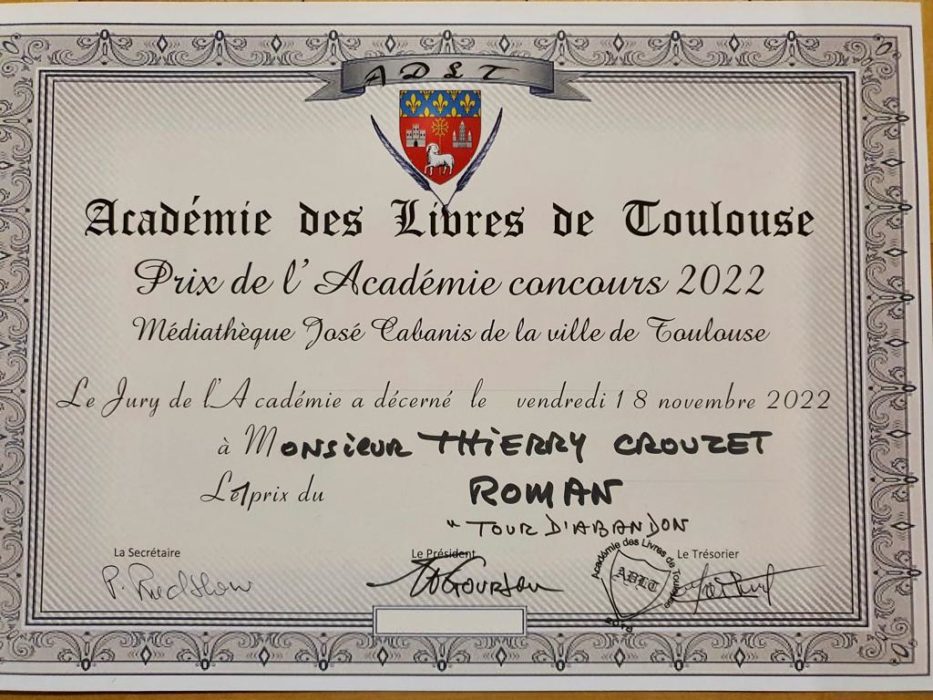 ADLT
Académie des Livres de Toulouse
Prix de l'Académie concours 2022
Médiathèque José Cabanis de la ville de Toulouse
Le Jury de l'Académie a décerné le vendredi 18 novembre 2022
à Monsieur THIERRY CROUZET
Le 1 prix du ROMAN
"TOUR D'ABANDON
La Secrétaire Le Président Le Trésorier
P. Redslow
Académie des Livres de Toulouse
ADLT